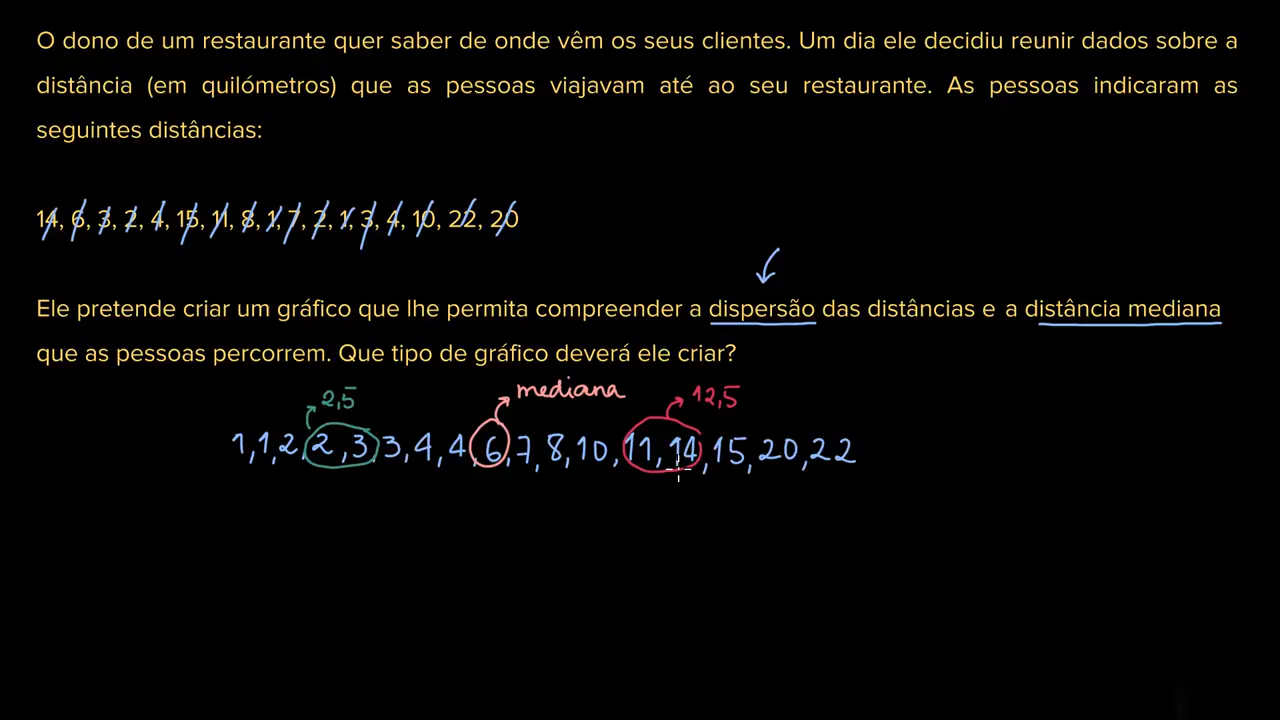 O dono de um restaurante quer saber de onde vêm os seus clientes. Um dia ele decidiu reunir dados sobre a
distância (em quilómetros) que as pessoas viajavam até ao seu restaurante. As pessoas indicaram as
seguintes distâncias:
14, 6, 3, 2, 4, 15, 11, 8, 1, 7, 2, 1, 3, 4, 10, 22, 20
Ele pretende criar um gráfico que lhe permita compreender a dispersão das distâncias e a distância mediana
que as pessoas percorrem. Que tipo de gráfico deverá ele criar?
2,5 mediana 12,5
1,1,2,2,3,3,4,4,6,7,8,10,11,14,15,20,22